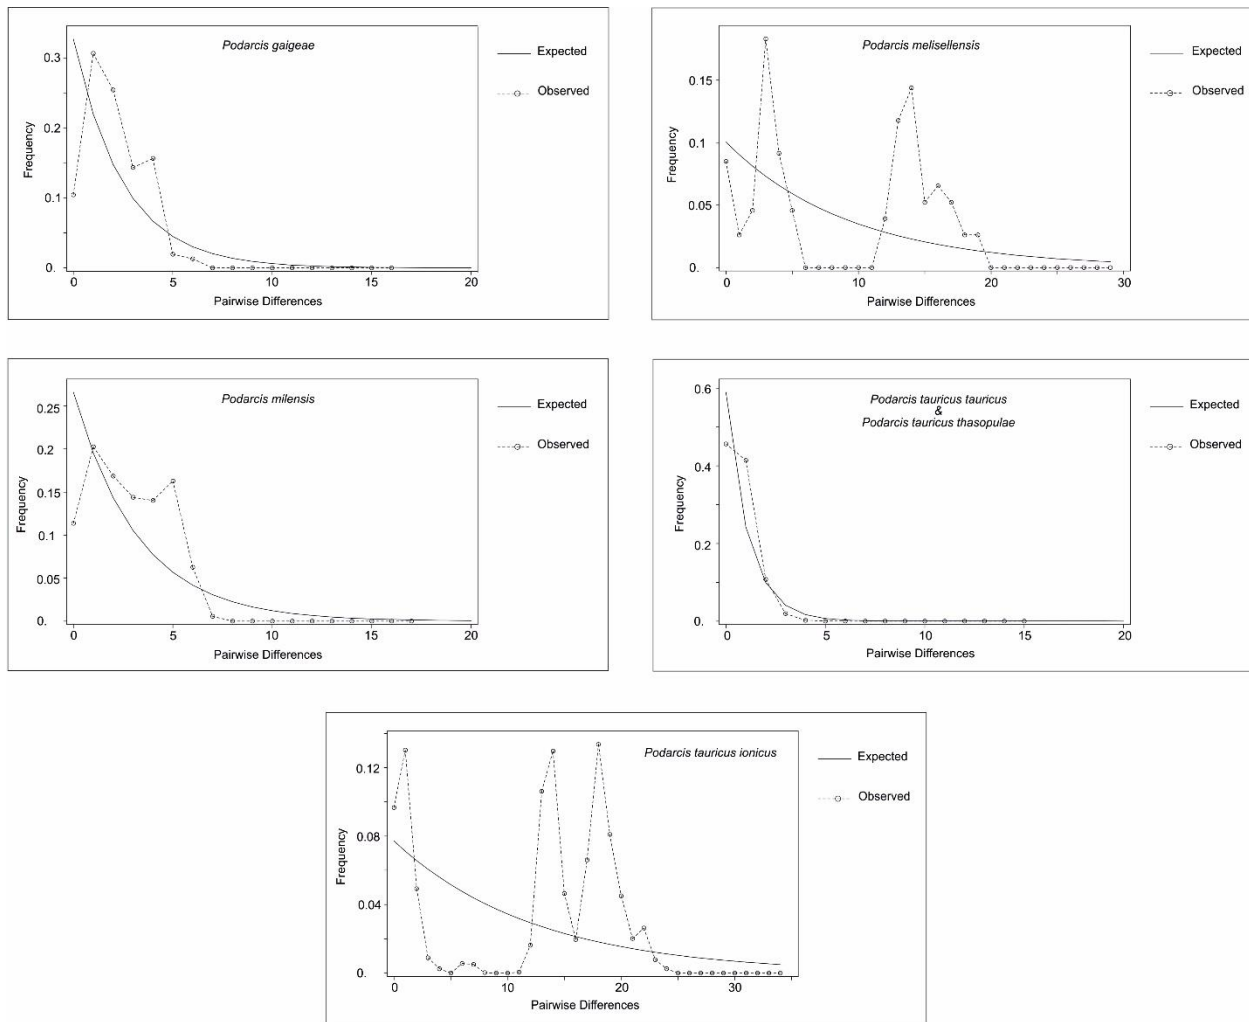 Podarcis gaigeae
Expected
Observed
Frequency
0.3
0.2
0.1
0.
0 5 10 15 20
Pairwise Differences
Podarcis melisellensis
Expected
Observed
Frequency
0.15
0.1
0.05
0.
0 10 20 30
Pairwise Differences
Podarcis milensis
Expected
Observed
Frequency
0.25
0.2
0.15
0.1
0.05
0.
0 5 10 15 20
Pairwise Differences
Podarcis tauricus tauricus
&
Podarcis tauricus thasopulae
Expected
Observed
Frequency
0.6
0.4
0.2
0.
0 5 10 15 20
Pairwise Differences
Podarcis tauricus ionicus
Expected
Observed
Frequency
0.12
0.08
0.04
0.
0 10 20 30
Pairwise Differences